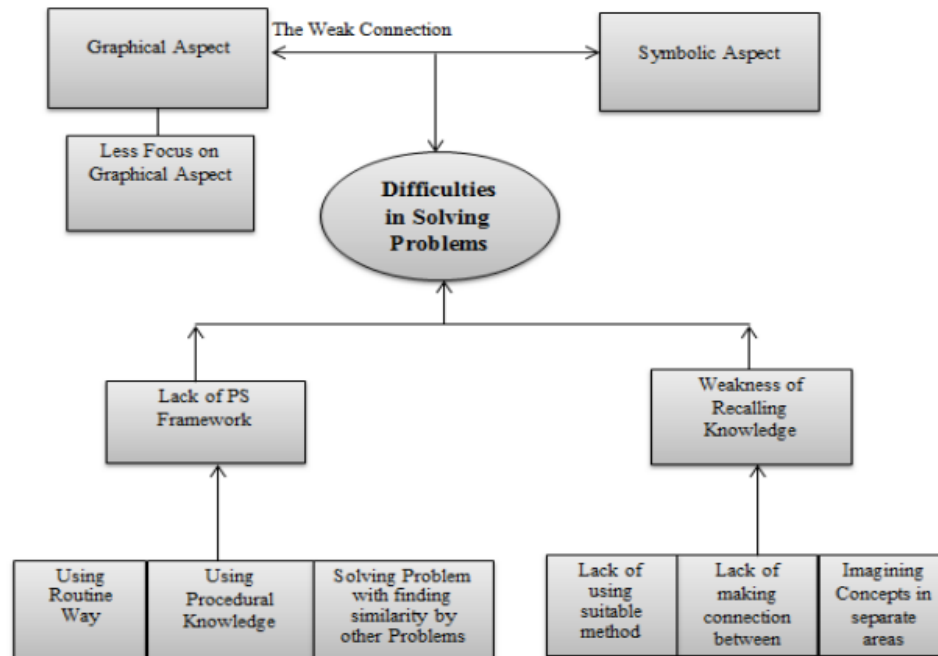 The Weak Connection
Graphical Aspect
Symbolic Aspect
Less Focus on
Graphical Aspect
Difficulties
in Solving
Problems
Lack of PS
Framework
Weakness of
Recalling
Knowledge
Using
Routine
Way
Using
Procedural
Knowledge
Solving Problem
with finding
similarity by
other Problems
Lack of
using
suitable
method
Lack of
making
connection
between
Imagining
Concepts in
separate
areas